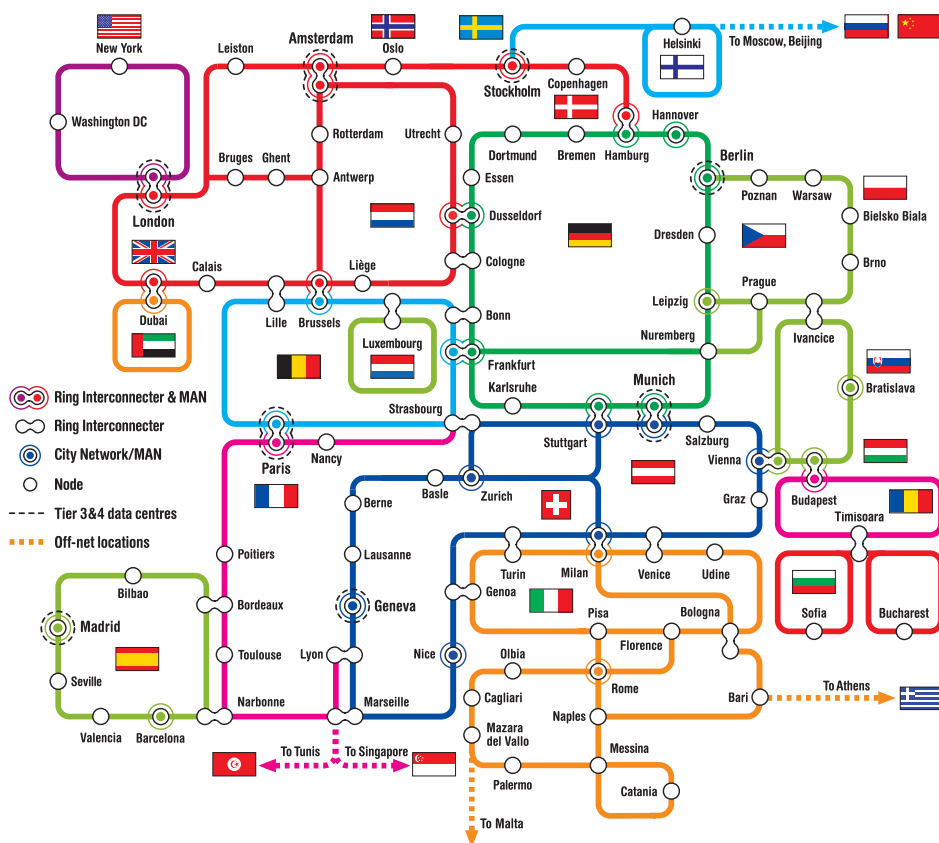 New York
Leiston
Amsterdam
Oslo
Helsinki
To Moscow, Beijing
Stockholm
Copenhagen
Washington DC
Rotterdam
Utrecht
Dortmund
Bremen
Hamburg
Hannover
Berlin
Bruges
Ghent
Antwerp
Essen
Poznan
Warsaw
London
Dusseldorf
Bielsko Biala
Dresden
Calais
Liège
Cologne
Brno
Prague
Leipzig
Dubai
Lille
Brussels
Bonn
Luxembourg
Nuremberg
Ivancice
Frankfurt
Karlsruhe
Munich
Bratislava
Ring Interconnecter & MAN
Strasbourg
Ring Interconnecter
Stuttgart
Salzburg
City Network/MAN
Paris
Nancy
Vienna
Node
Basle
Zurich
Budapest
Tier 3&4 data centres
Berne
Graz
Timisoara
Off-net locations
Poitiers
Lausanne
Turin
Milan
Venice
Udine
Bilbao
Bordeaux
Geneva
Genoa
Pisa
Bologna
Sofia
Bucharest
Madrid
Florence
Toulouse
Lyon
Nice
Olbia
Seville
Rome
To Athens
Narbonne
Marseille
Cagliari
Bari
Valencia
Barcelona
Naples
Mazara
del Vallo
To Tunis
To Singapore
Messina
Palermo
Catania
To Malta